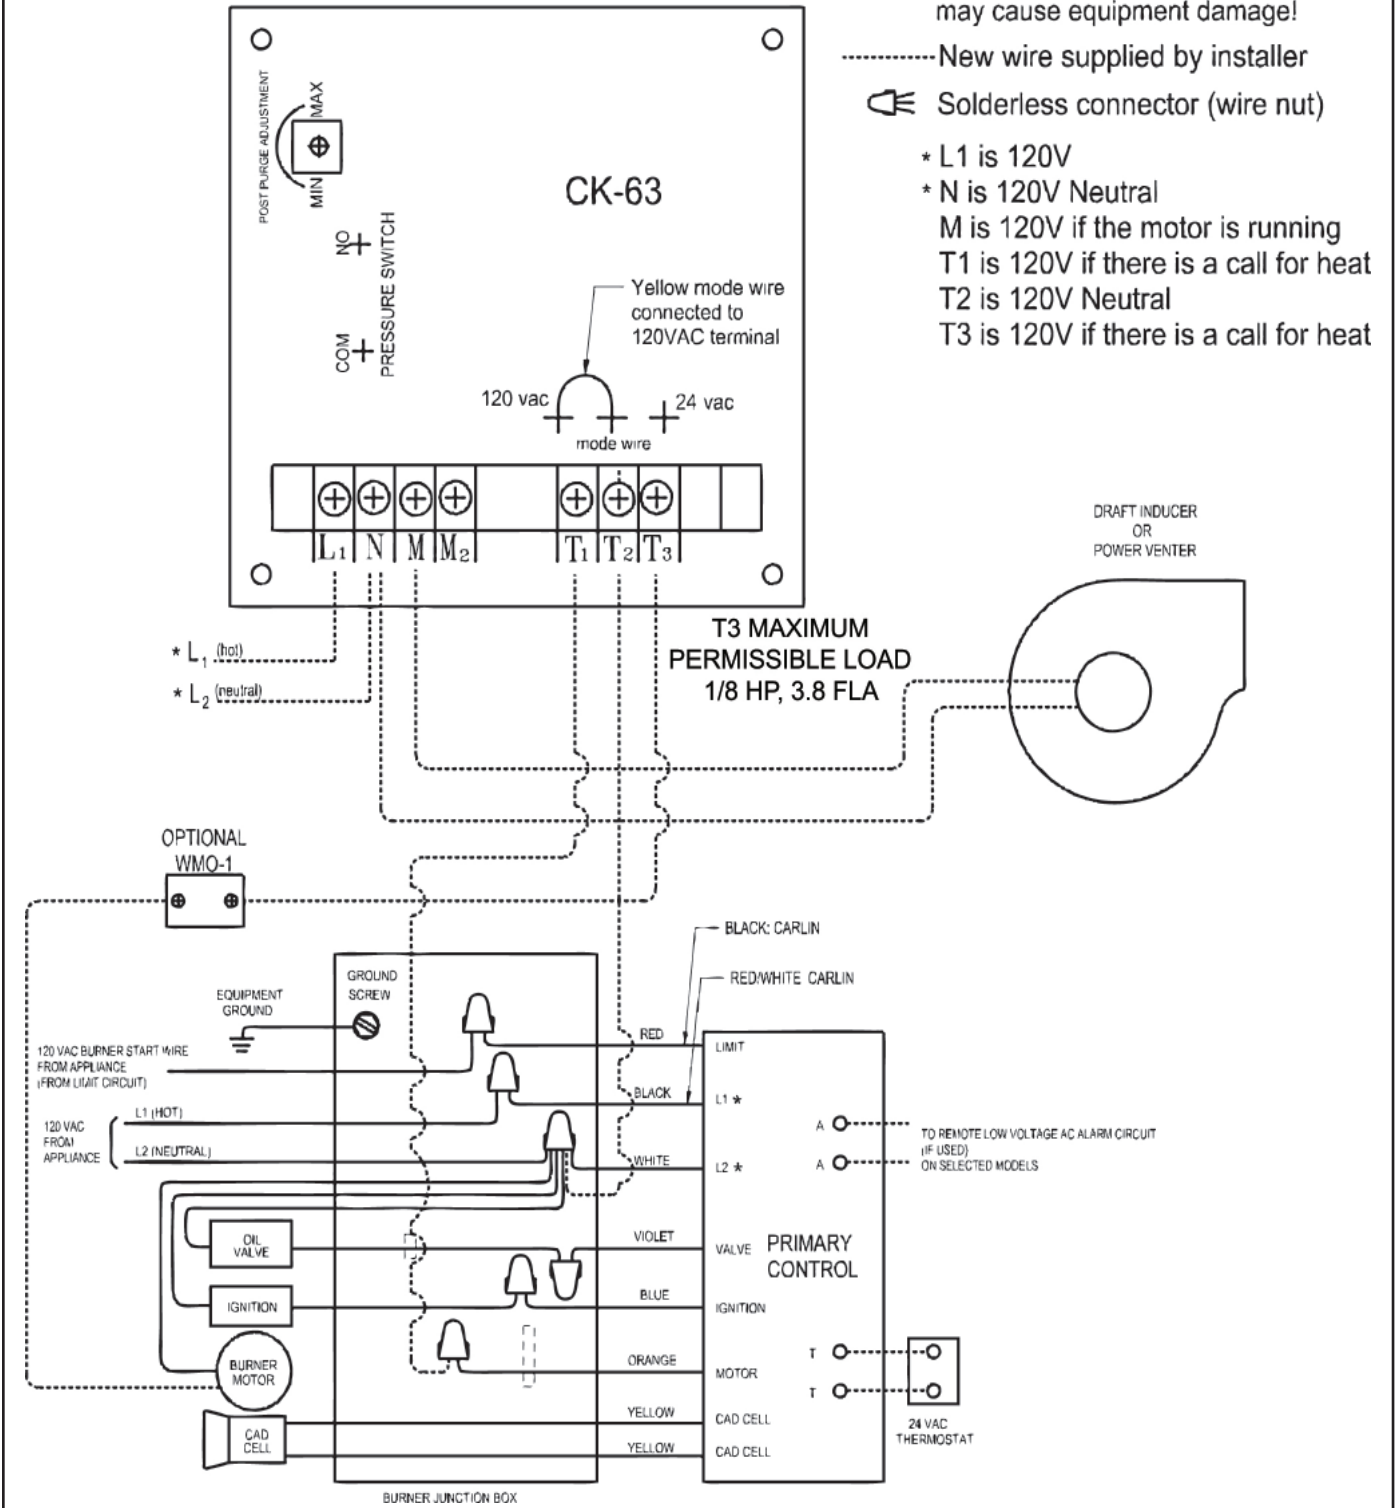 may cause equipment damage!
New wire supplied by installer
Solderless connector (wire nut)
* L1 is 120V
* N is 120V Neutral
M is 120V if the motor is running
T1 is 120V if there is a call for heat
T2 is 120V Neutral
T3 is 120V if there is a call for heat
POST PURGE ADJUSTMENT
MAX
MIN
CK-63
NO
COM
PRESSURE SWITCH
Yellow mode wire
connected to
120VAC terminal
120 vac
24 vac
mode wire
L1 N M M2 T1 T2 T3
DRAFT INDUCER
OR
POWER VENTER
* L1 (hot)
* L2 (neutral)
T3 MAXIMUM
PERMISSIBLE LOAD
1/8 HP, 3.8 FLA
OPTIONAL
WMO-1
BLACK: CARLIN
RED/WHITE CARLIN
GROUND
SCREW
EQUIPMENT
GROUND
120 VAC BURNER START WIRE
FROM APPLIANCE
(FROM LIMIT CIRCUIT)
L1 (HOT)
120 VAC
FROM
APPLIANCE
L2 (NEUTRAL)
RED
LIMIT
BLACK
L1 *
WHITE
L2 *
A
A
TO REMOTE LOW VOLTAGE AC ALARM CIRCUIT
(IF USED)
ON SELECTED MODELS
OIL
VALVE
VIOLET
VALVE
PRIMARY
CONTROL
IGNITION
BLUE
IGNITION
BURNER
MOTOR
ORANGE
MOTOR
T
T
24 VAC
THERMOSTAT
CAD
CELL
YELLOW
CAD CELL
YELLOW
CAD CELL
BURNER JUNCTION BOX